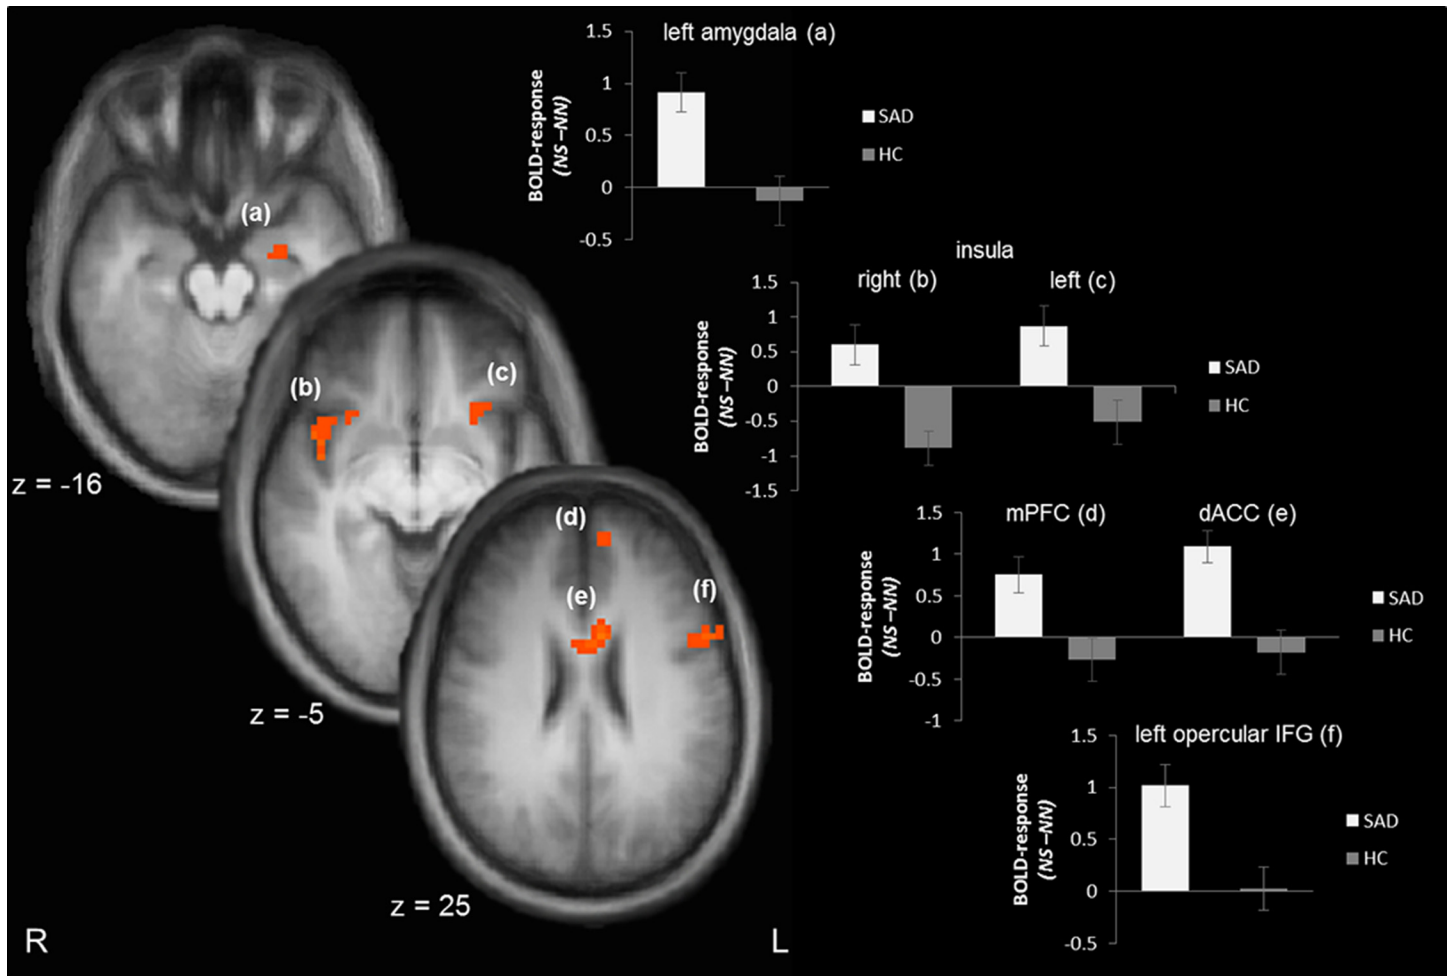 left amygdala (a)
BOLD-response
(NS–NN)
1.5
1
0.5
0
-0.5
SAD
HC
(a)
z = -16
insula
right (b)
left (c)
BOLD-response
(NS–NN)
1.5
1
0.5
0
-0.5
-1
-1.5
SAD
HC
(b)
(c)
z = -5
mPFC (d)
dACC (e)
BOLD-response
(NS–NN)
1.5
1
0.5
0
-0.5
-1
SAD
HC
(d)
(e)
(f)
z = 25
left opercular IFG (f)
BOLD-response
(NS–NN)
1.5
1
0.5
0
-0.5
SAD
HC
R
L